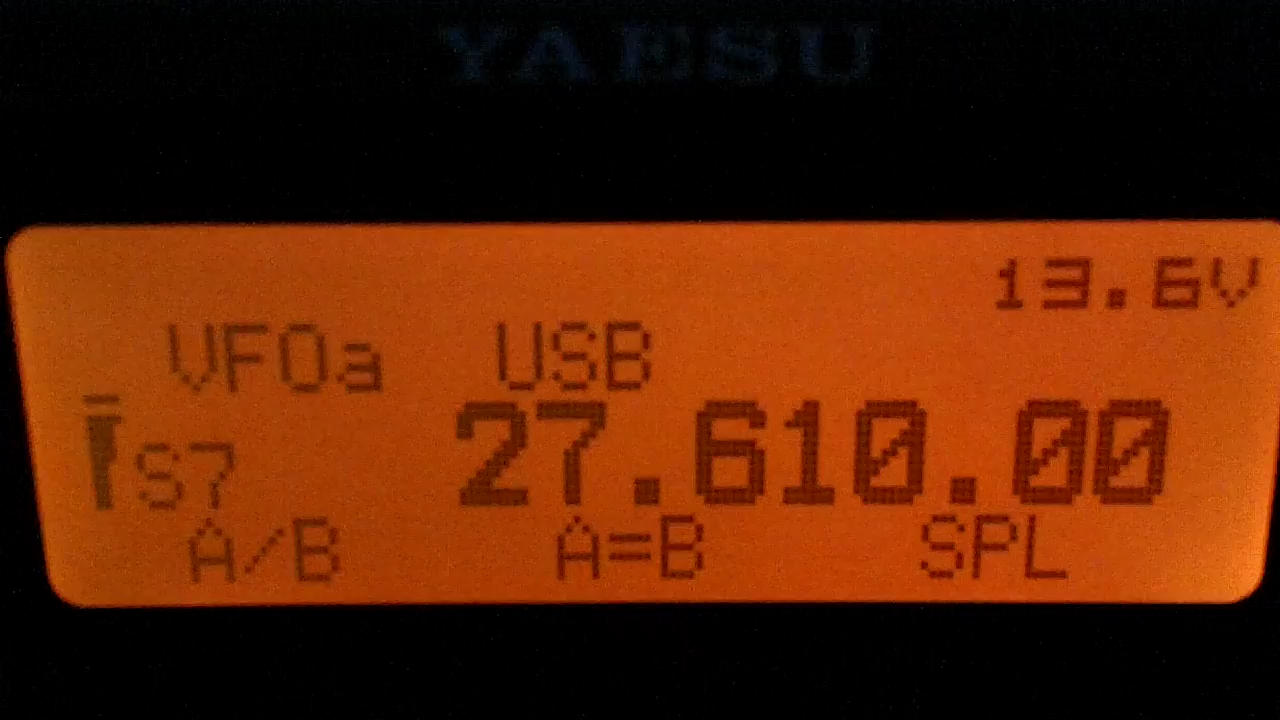 YAESU
13.6V
VFOa USB
S7 27.610.00
A/B A=B SPL